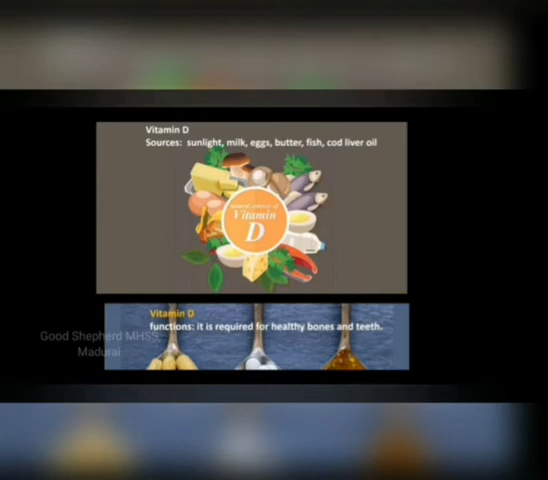 Vitamin D
Sources: sunlight, milk, eggs, butter, fish, cod liver oil
natural sources of
Vitamin
D
Vitamin D
functions: it is required for healthy bones and teeth.
Good Shepherd MHSS,
Madurai